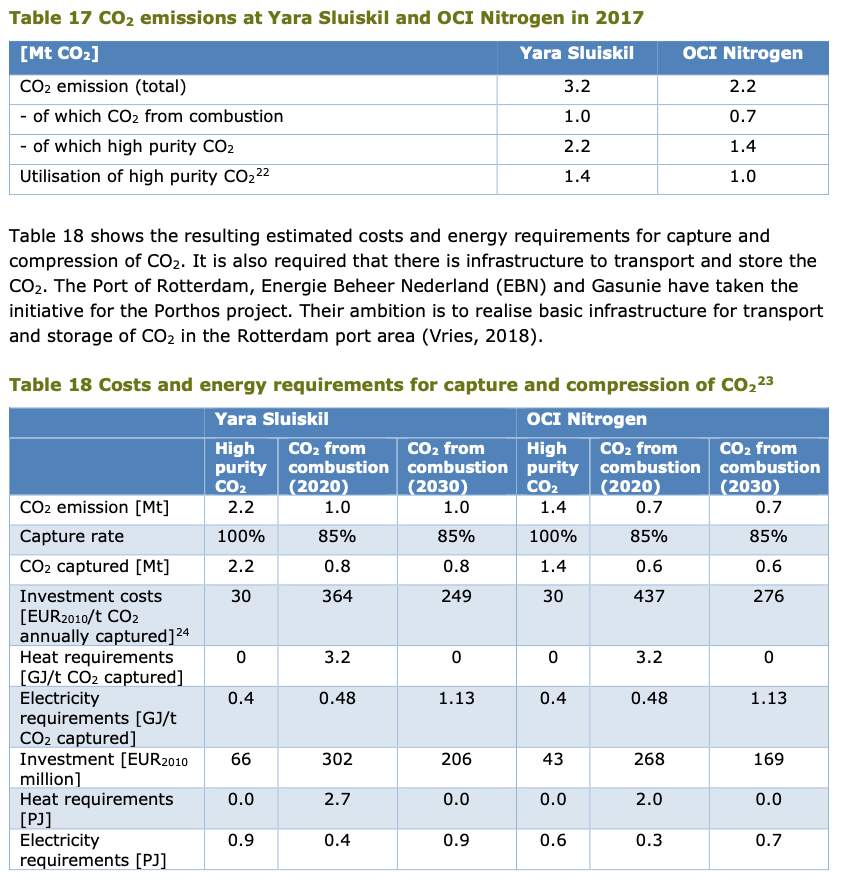 Table 17 CO₂ emissions at Yara Sluiskil and OCI Nitrogen in 2017
[Mt CO₂] Yara Sluiskil OCI Nitrogen
CO₂ emission (total) 3.2 2.2
- of which CO₂ from combustion 1.0 0.7
- of which high purity CO₂ 2.2 1.4
Utilisation of high purity CO₂²² 1.4 1.0
Table 18 shows the resulting estimated costs and energy requirements for capture and
compression of CO₂. It is also required that there is infrastructure to transport and store the
CO₂. The Port of Rotterdam, Energie Beheer Nederland (EBN) and Gasunie have taken the
initiative for the Porthos project. Their ambition is to realise basic infrastructure for transport
and storage of CO₂ in the Rotterdam port area (Vries, 2018).
Table 18 Costs and energy requirements for capture and compression of CO₂²³
Yara Sluiskil OCI Nitrogen
High CO₂ from CO₂ from High CO₂ from CO₂ from
purity combustion combustion purity combustion combustion
CO₂ (2020) (2030) CO₂ (2020) (2030)
CO₂ emission [Mt] 2.2 1.0 1.0 1.4 0.7 0.7
Capture rate 100% 85% 85% 100% 85% 85%
CO₂ captured [Mt] 2.2 0.8 0.8 1.4 0.6 0.6
Investment costs 30 364 249 30 437 276
[EUR₂₀₁₀/t CO₂
annually captured]²⁴
Heat requirements 0 3.2 0 0 3.2 0
[GJ/t CO₂ captured]
Electricity 0.4 0.48 1.13 0.4 0.48 1.13
requirements [GJ/t
CO₂ captured]
Investment [EUR₂₀₁₀ 66 302 206 43 268 169
million]
Heat requirements 0.0 2.7 0.0 0.0 2.0 0.0
[PJ]
Electricity 0.9 0.4 0.9 0.6 0.3 0.7
requirements [PJ]